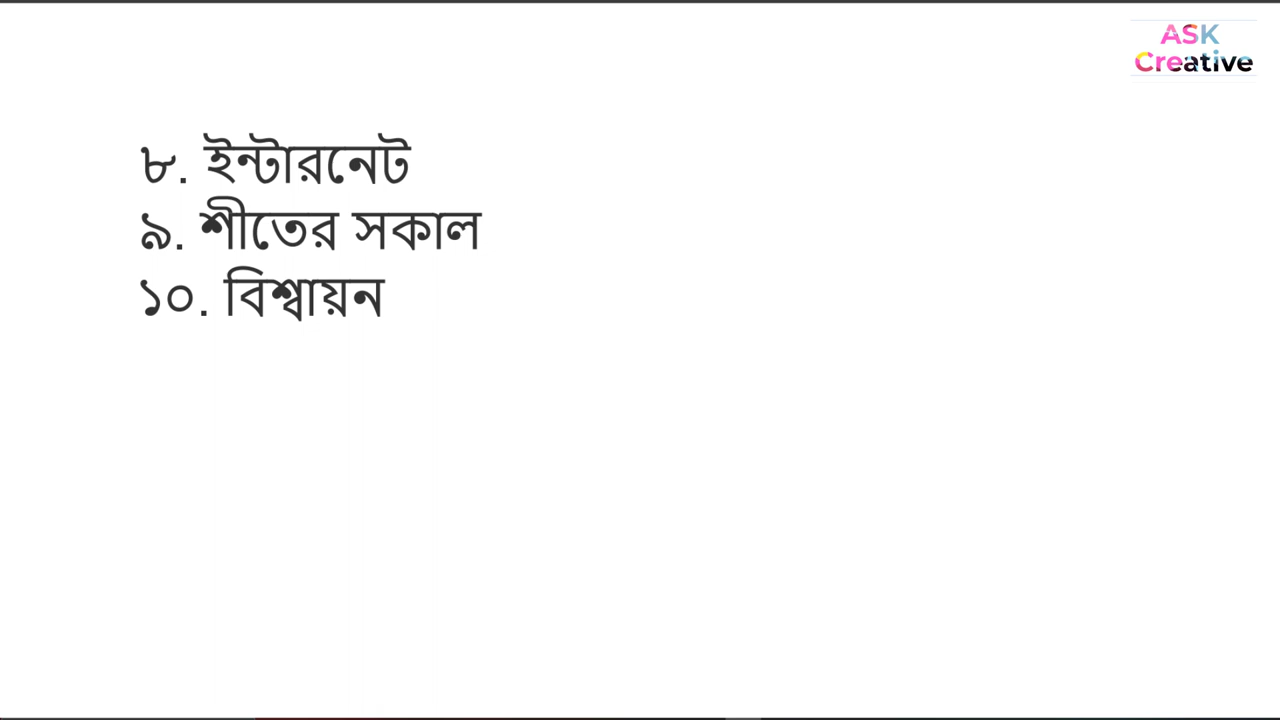 ASK
Creative
৮. ইন্টারনেট
৯. শীতের সকাল
১০. বিশ্বায়ন